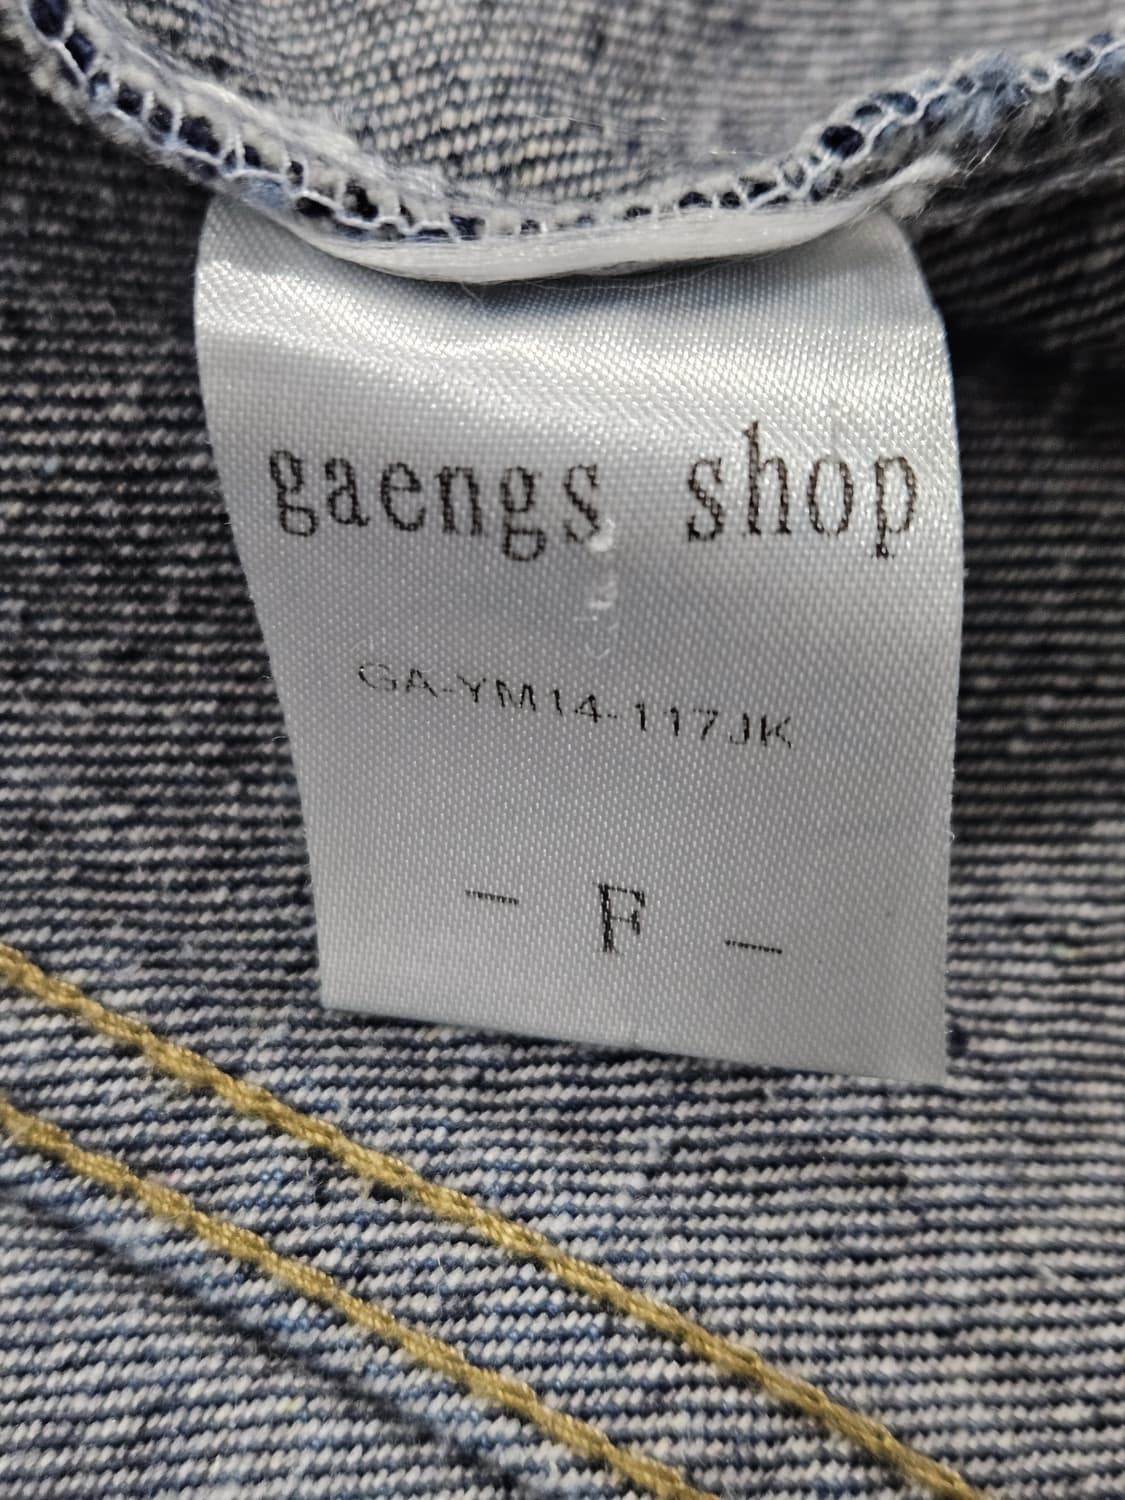 gaengs shop
GA-YM14-117JK
- F -